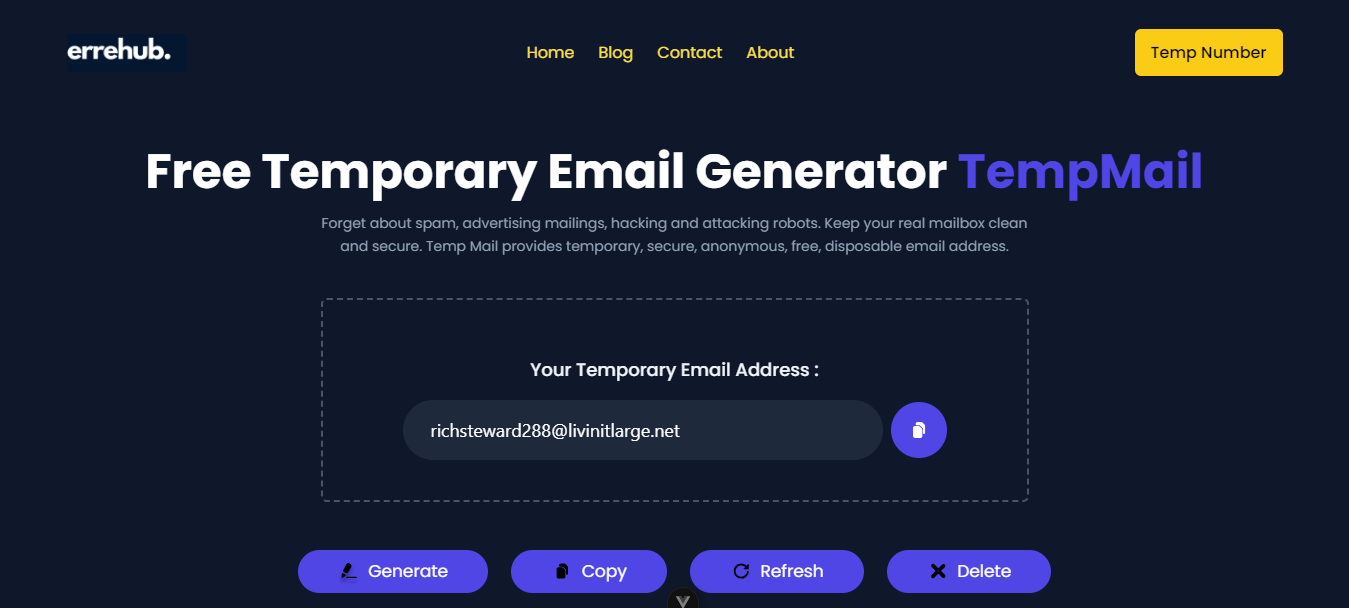 errehub.
Home Blog Contact About
Temp Number
Free Temporary Email Generator TempMail
Forget about spam, advertising mailings, hacking and attacking robots. Keep your real mailbox clean
and secure. Temp Mail provides temporary, secure, anonymous, free, disposable email address.
Your Temporary Email Address :
richsteward288@livinitlarge.net
Generate Copy Refresh Delete